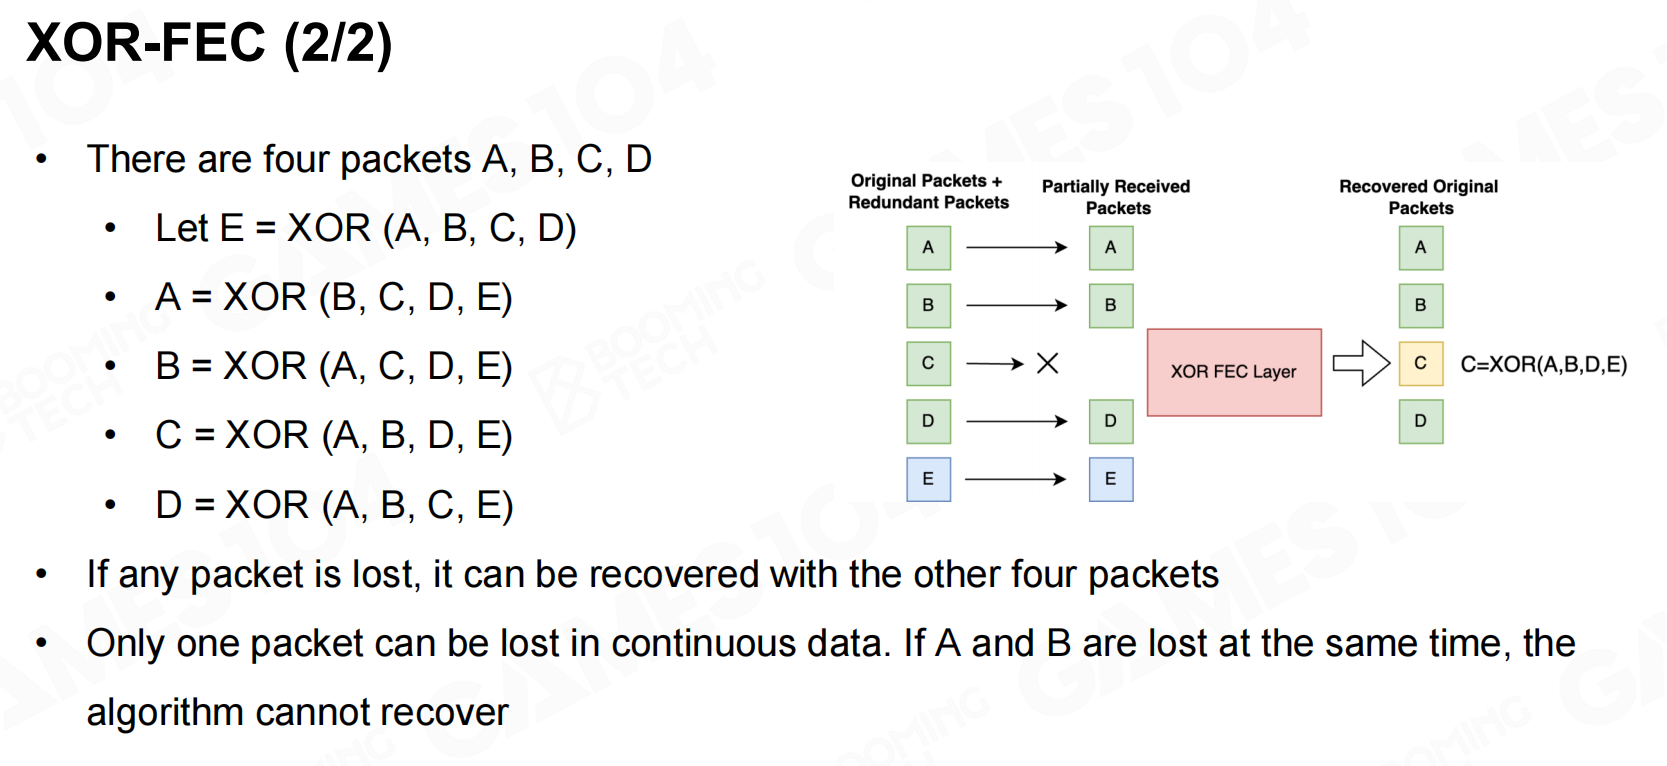 XOR-FEC (2/2)
• There are four packets A, B, C, D
• Let E = XOR (A, B, C, D)
• A = XOR (B, C, D, E)
• B = XOR (A, C, D, E)
• C = XOR (A, B, D, E)
• D = XOR (A, B, C, E)
• If any packet is lost, it can be recovered with the other four packets
• Only one packet can be lost in continuous data. If A and B are lost at the same time, the
algorithm cannot recover
Original Packets +
Redundant Packets
Partially Received
Packets
Recovered Original
Packets
A
A
A
B
B
B
C
XOR FEC Layer
C
C=XOR(A,B,D,E)
D
D
D
E
E
GAMES104
BOOMING
TECH